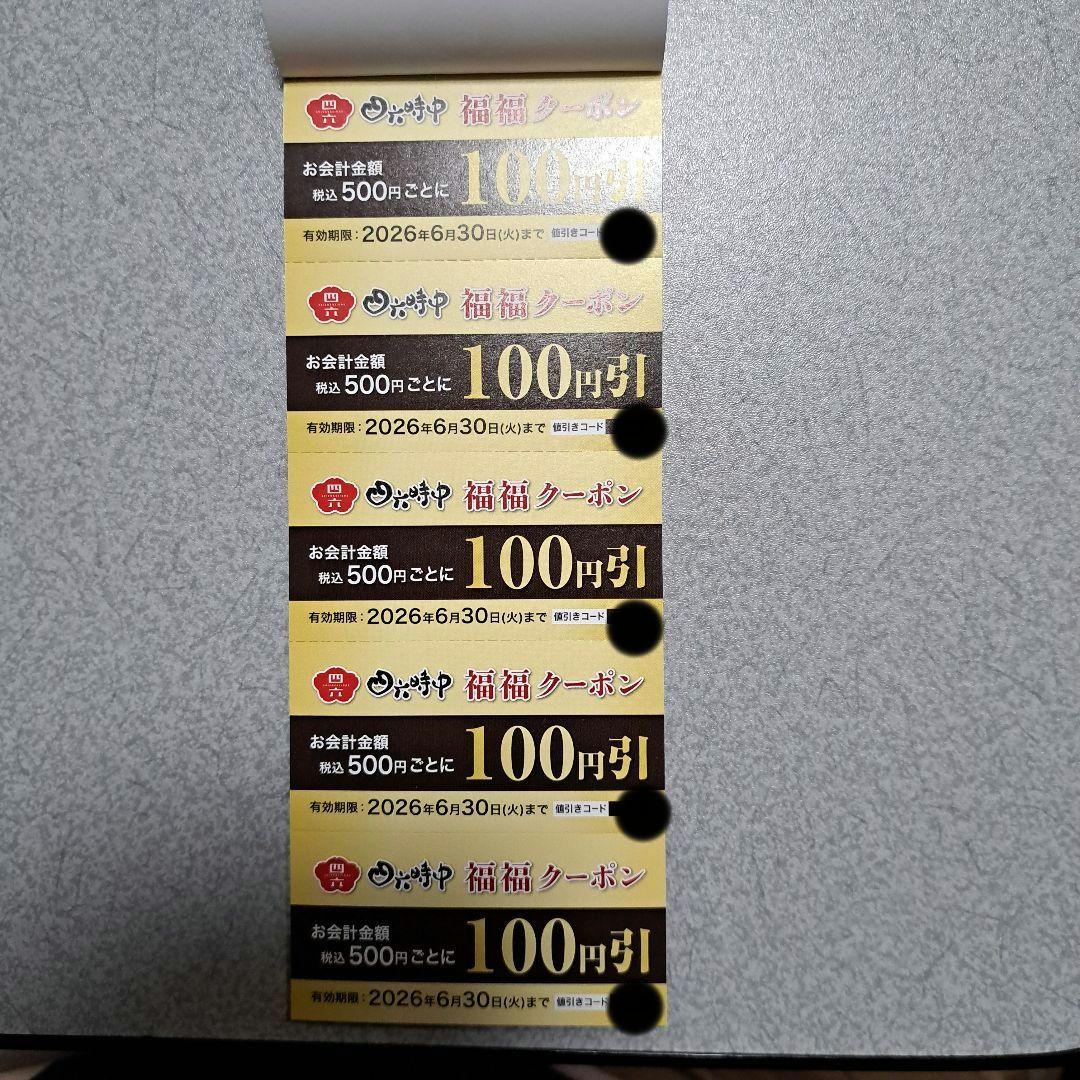 四六 四六時中 福福クーポン
お会計金額
税込500円ごとに 100円引
有効期限：2026年6月30日(火)まで 値引きコード
四六 四六時中 福福クーポン
お会計金額
税込500円ごとに 100円引
有効期限：2026年6月30日(火)まで 値引きコード
四六 四六時中 福福クーポン
お会計金額
税込500円ごとに 100円引
有効期限：2026年6月30日(火)まで 値引きコード
四六 四六時中 福福クーポン
お会計金額
税込500円ごとに 100円引
有効期限：2026年6月30日(火)まで 値引きコード
四六 四六時中 福福クーポン
お会計金額
税込500円ごとに 100円引
有効期限：2026年6月30日(火)まで 値引きコード